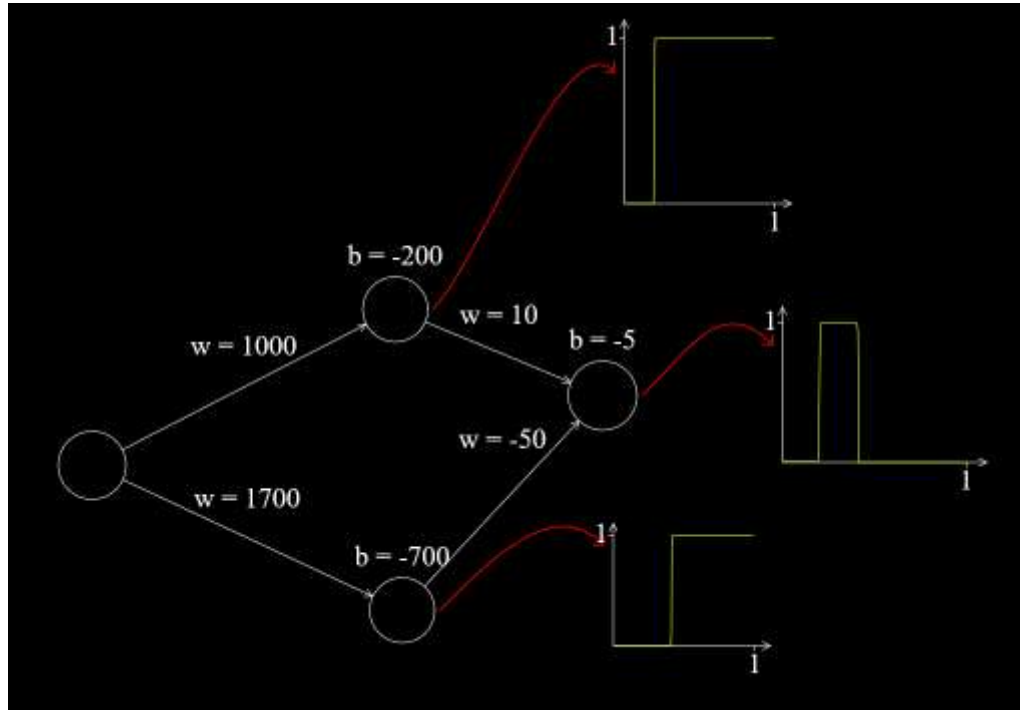 1
1
b = -200
w = 10
w = 1000
b = -5
1
w = -50
1
w = 1700
b = -700
1
1